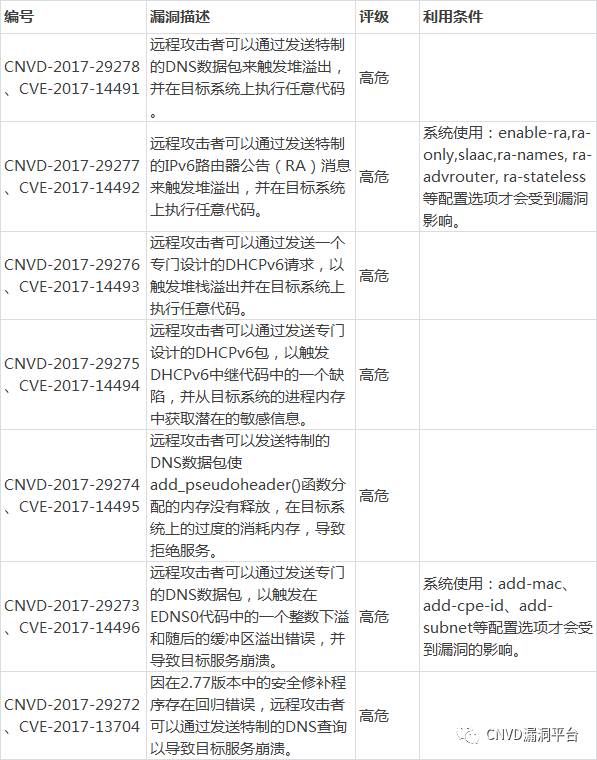 编号 漏洞描述 评级 利用条件
CNVD-2017-29278
、CVE-2017-14491
远程攻击者可以通过发送特制
的DNS数据包来触发堆溢出，
并在目标系统上执行任意代码
。
高危
CNVD-2017-29277
、CVE-2017-14492
远程攻击者可以通过发送特制
的IPv6路由器公告（RA）消息
来触发堆溢出，并在目标系统
上执行任意代码。
高危
系统使用：enable-ra,ra-
only,slaac,ra-names, ra-
advrouter, ra-stateless
等配置选项才会受到漏洞
影响。
CNVD-2017-29276
、CVE-2017-14493
远程攻击者可以通过发送一个
专门设计的DHCPv6请求，以
触发堆栈溢出并在目标系统上
执行任意代码。
高危
CNVD-2017-29275
、CVE-2017-14494
远程攻击者可以通过发送专门
设计的DHCPv6包，以触发
DHCPv6中继代码中的一个缺
陷，并从目标系统的进程内存
中获取潜在的敏感信息。
高危
CNVD-2017-29274
、CVE-2017-14495
远程攻击者可以发送特制的
DNS数据包使
add_pseudoheader()函数分
配的内存没有释放，在目标系
统上的过度的消耗内存，导致
拒绝服务。
高危
CNVD-2017-29273
、CVE-2017-14496
远程攻击者可以通过发送专门
的DNS数据包，以触发在
EDNS0代码中的一个整数下溢
和随后的缓冲区溢出错误，并
导致目标服务崩溃。
高危
系统使用：add-mac、
add-cpe-id、add-
subnet等配置选项才会受
到漏洞的影响。
CNVD-2017-29272
、CVE-2017-13704
因在2.77版本中的安全修补程
序存在回归错误，远程攻击者
可以通过发送特制的DNS查询
以导致目标服务崩溃。
高危
CNVD漏洞平台